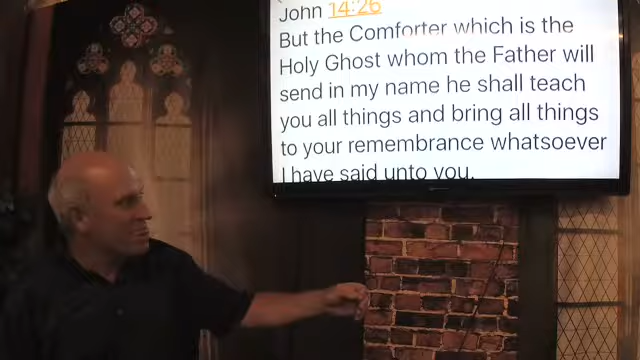 John 14:26
But the Comforter which is the
Holy Ghost whom the Father will
send in my name he shall teach
you all things and bring all things
to your remembrance whatsoever
I have said unto you.